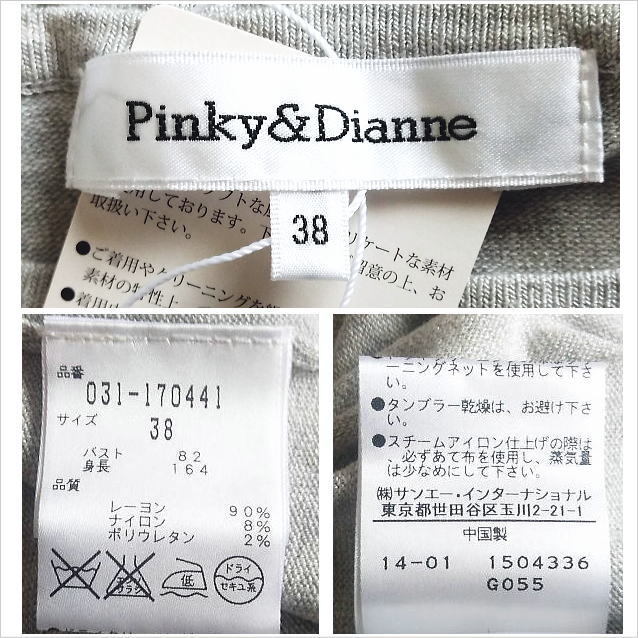 Pinky&Dianne
38
取扱い下さい。
●ご着用やクリーニングを
素材の特性上
留意の上、お
品番
031-170441
サイズ
38
バスト 82
身長 164
品質
レーヨン 90%
ナイロン 8%
ポリウレタン 2%
エンソ
サラシ
低
ドライ
セキユ系
ーニングネットを使用して下さ
い。
●タンブラー乾燥は、お避け下さ
い。
●スチームアイロン仕上げの際は
、必ずあて布を使用し、蒸気量
は少なめにして下さい。
㈱サンエー・インターナショナル
東京都世田谷区玉川2-21-1
中国製
14-01 1504336
G055